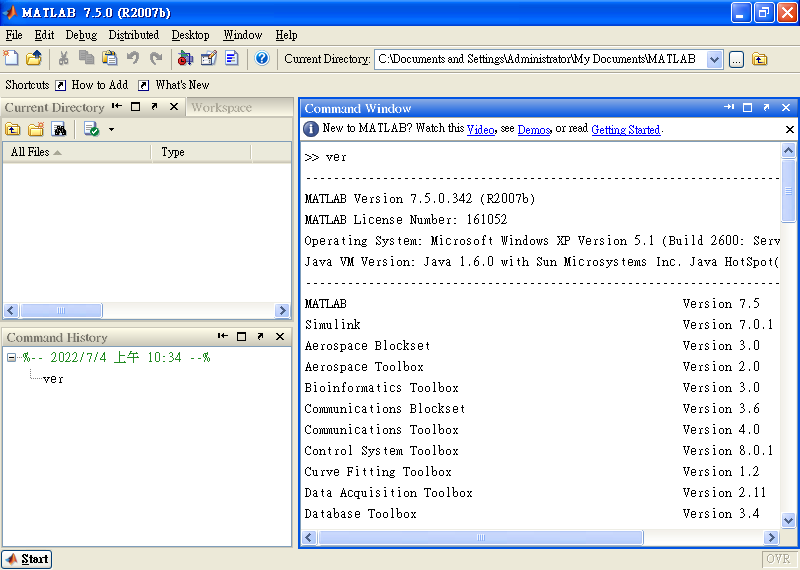 MATLAB 7.5.0 (R2007b)
File Edit Debug Distributed Desktop Window Help
Current Directory: C:\Documents and Settings\Administrator\My Documents\MATLAB ...
Shortcuts How to Add What's New
Current Directory Workspace
All Files Type
Command History
%-- 2022/7/4 上午 10:34 --%
ver
Command Window
New to MATLAB? Watch this Video, see Demos, or read Getting Started.
>> ver
-------------------------------------------------------
MATLAB Version 7.5.0.342 (R2007b)
MATLAB License Number: 161052
Operating System: Microsoft Windows XP Version 5.1 (Build 2600: Serv
Java VM Version: Java 1.6.0 with Sun Microsystems Inc. Java HotSpot(
-------------------------------------------------------
MATLAB Version 7.5
Simulink Version 7.0.1
Aerospace Blockset Version 3.0
Aerospace Toolbox Version 2.0
Bioinformatics Toolbox Version 3.0
Communications Blockset Version 3.6
Communications Toolbox Version 4.0
Control System Toolbox Version 8.0.1
Curve Fitting Toolbox Version 1.2
Data Acquisition Toolbox Version 2.11
Database Toolbox Version 3.4
Start
OVR